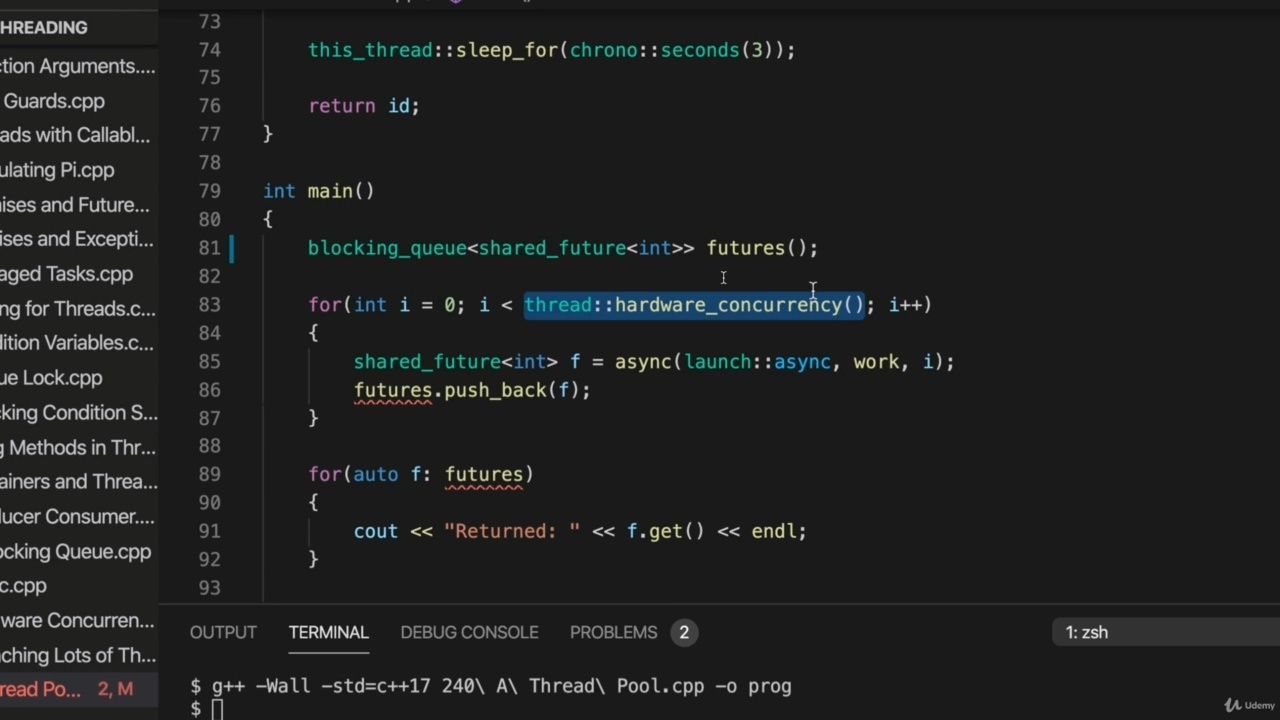 HREADING
ction Arguments....
Guards.cpp
ads with Callabl...
ulating Pi.cpp
ises and Future...
ises and Excepti...
aged Tasks.cpp
ng for Threads.cpp
dition Variables.c...
ue Lock.cpp
cking Condition S...
g Methods in Thr...
ainers and Threa...
ducer Consumer....
ocking Queue.cpp
c.cpp
ware Concurren...
ching Lots of Th...
read Po... 2, M
73
74 this_thread::sleep_for(chrono::seconds(3));
75
76 return id;
77 }
78
79 int main()
80 {
81 blocking_queue<shared_future<int>> futures();
82
83 for(int i = 0; i < thread::hardware_concurrency(); i++)
84 {
85 shared_future<int> f = async(launch::async, work, i);
86 futures.push_back(f);
87 }
88
89 for(auto f: futures)
90 {
91 cout << "Returned: " << f.get() << endl;
92 }
93
OUTPUT TERMINAL DEBUG CONSOLE PROBLEMS 2 1: zsh
$ g++ -Wall -std=c++17 240\ A\ Thread\ Pool.cpp -o prog
$
Udemy